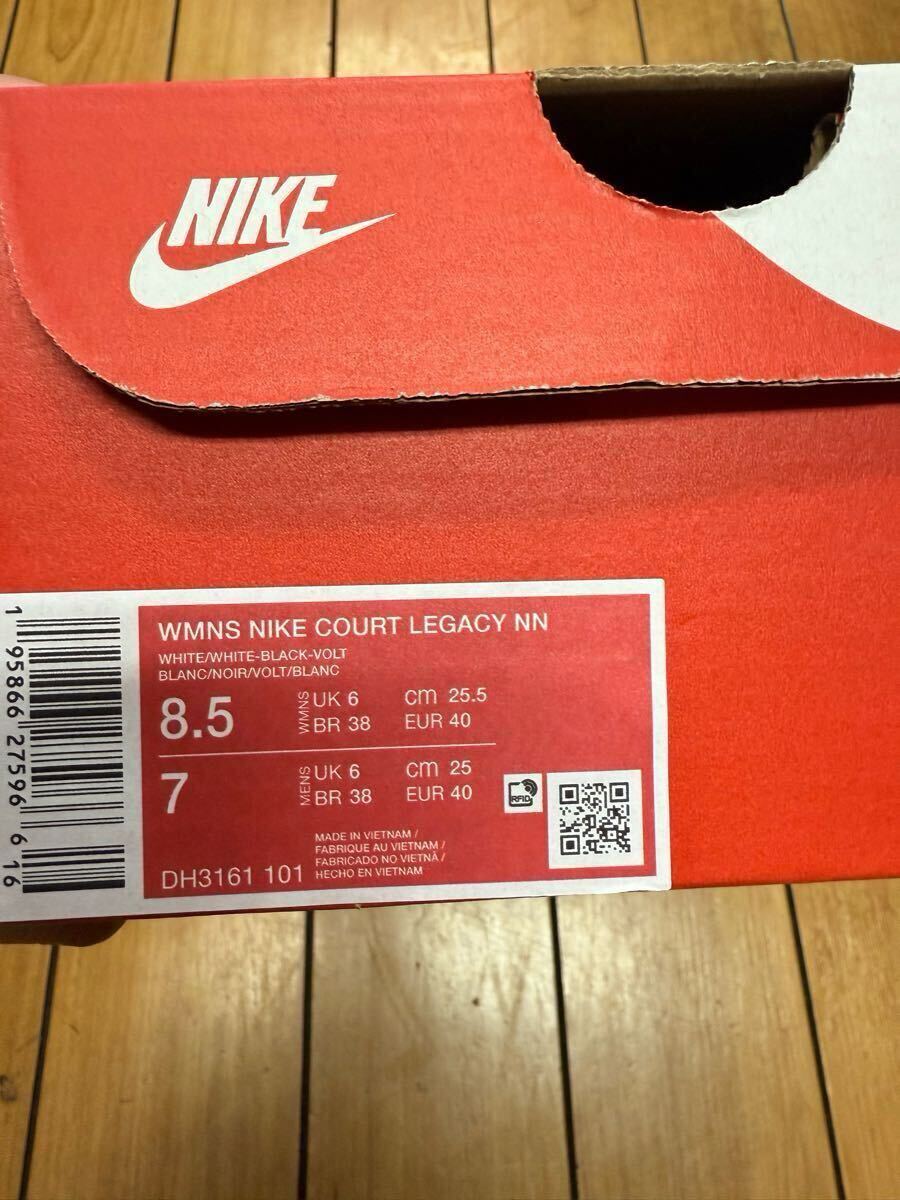 NIKE
WMNS NIKE COURT LEGACY NN
WHITE/WHITE-BLACK-VOLT
BLANC/NOIR/VOLT/BLANC
8.5 WMNS UK 6 cm 25.5
BR 38 EUR 40
7 MENS UK 6 cm 25
BR 38 EUR 40
RFID
MADE IN VIETNAM /
FABRIQUE AU VIETNAM /
FABRICADO NO VIETNÃ /
HECHO EN VIETNAM
DH3161 101
1 95866 27596 6 16